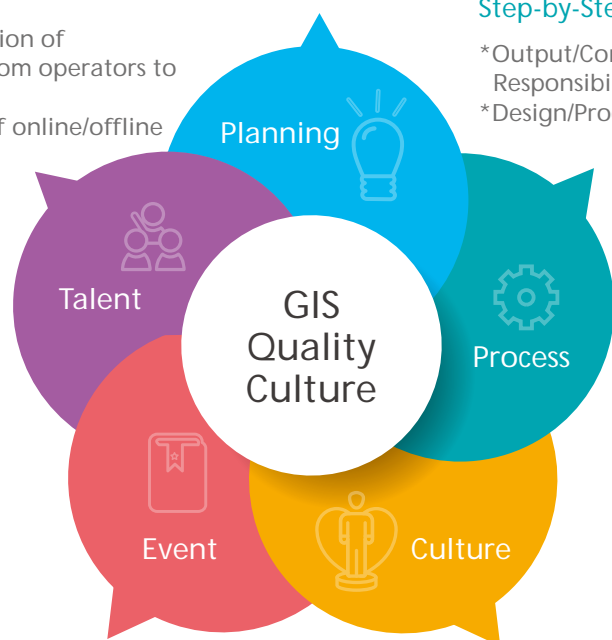 Step-by-Ste
ion of
om operators to
f online/offline
*Output/Co
Responsibi
*Design/Pro
Planning
Talent
GIS
Quality
Culture
Process
Event
Culture